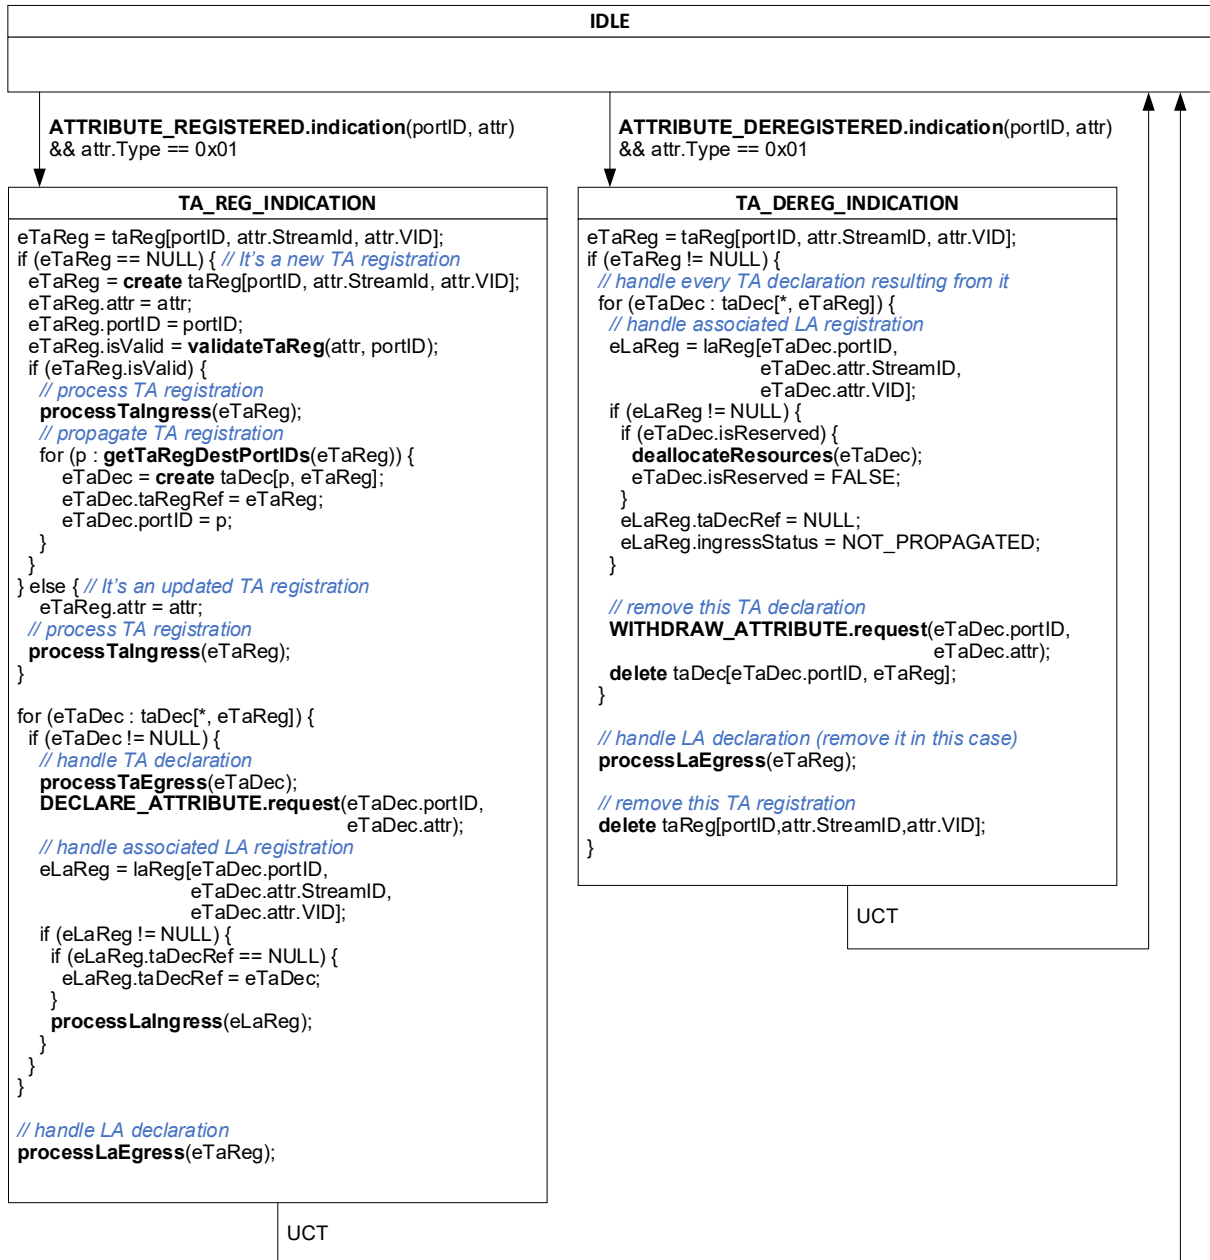 IDLE
ATTRIBUTE_REGISTERED.indication(portID, attr)
&& attr.Type == 0x01
TA_REG_INDICATION
eTaReg = taReg[portID, attr.StreamId, attr.VID];
if (eTaReg == NULL) { // It's a new TA registration
eTaReg = create taReg[portID, attr.StreamId, attr.VID];
eTaReg.attr = attr;
eTaReg.portID = portID;
eTaReg.isValid = validateTaReg(attr, portID);
if (eTaReg.isValid) {
// process TA registration
processTaIngress(eTaReg);
// propagate TA registration
for (p : getTaRegDestPortIDs(eTaReg)) {
eTaDec = create taDec[p, eTaReg];
eTaDec.taRegRef = eTaReg;
eTaDec.portID = p;
}
}
} else { // It's an updated TA registration
eTaReg.attr = attr;
// process TA registration
processTaIngress(eTaReg);
}
for (eTaDec : taDec[*, eTaReg]) {
if (eTaDec != NULL) {
// handle TA declaration
processTaEgress(eTaDec);
DECLARE_ATTRIBUTE.request(eTaDec.portID,
eTaDec.attr);
// handle associated LA registration
eLaReg = laReg[eTaDec.portID,
eTaDec.attr.StreamID,
eTaDec.attr.VID];
if (eLaReg != NULL) {
if (eLaReg.taDecRef == NULL) {
eLaReg.taDecRef = eTaDec;
}
processLaIngress(eLaReg);
}
}
}
// handle LA declaration
processLaEgress(eTaReg);
UCT
ATTRIBUTE_DEREGISTERED.indication(portID, attr)
&& attr.Type == 0x01
TA_DEREG_INDICATION
eTaReg = taReg[portID, attr.StreamID, attr.VID];
if (eTaReg != NULL) {
// handle every TA declaration resulting from it
for (eTaDec : taDec[*, eTaReg]) {
// handle associated LA registration
eLaReg = laReg[eTaDec.portID,
eTaDec.attr.StreamID,
eTaDec.attr.VID];
if (eLaReg != NULL) {
if (eTaDec.isReserved) {
deallocateResources(eTaDec);
eTaDec.isReserved = FALSE;
}
eLaReg.taDecRef = NULL;
eLaReg.ingressStatus = NOT_PROPAGATED;
}
// remove this TA declaration
WITHDRAW_ATTRIBUTE.request(eTaDec.portID,
eTaDec.attr);
delete taDec[eTaDec.portID, eTaReg];
}
// handle LA declaration (remove it in this case)
processLaEgress(eTaReg);
// remove this TA registration
delete taReg[portID,attr.StreamID,attr.VID];
}
UCT